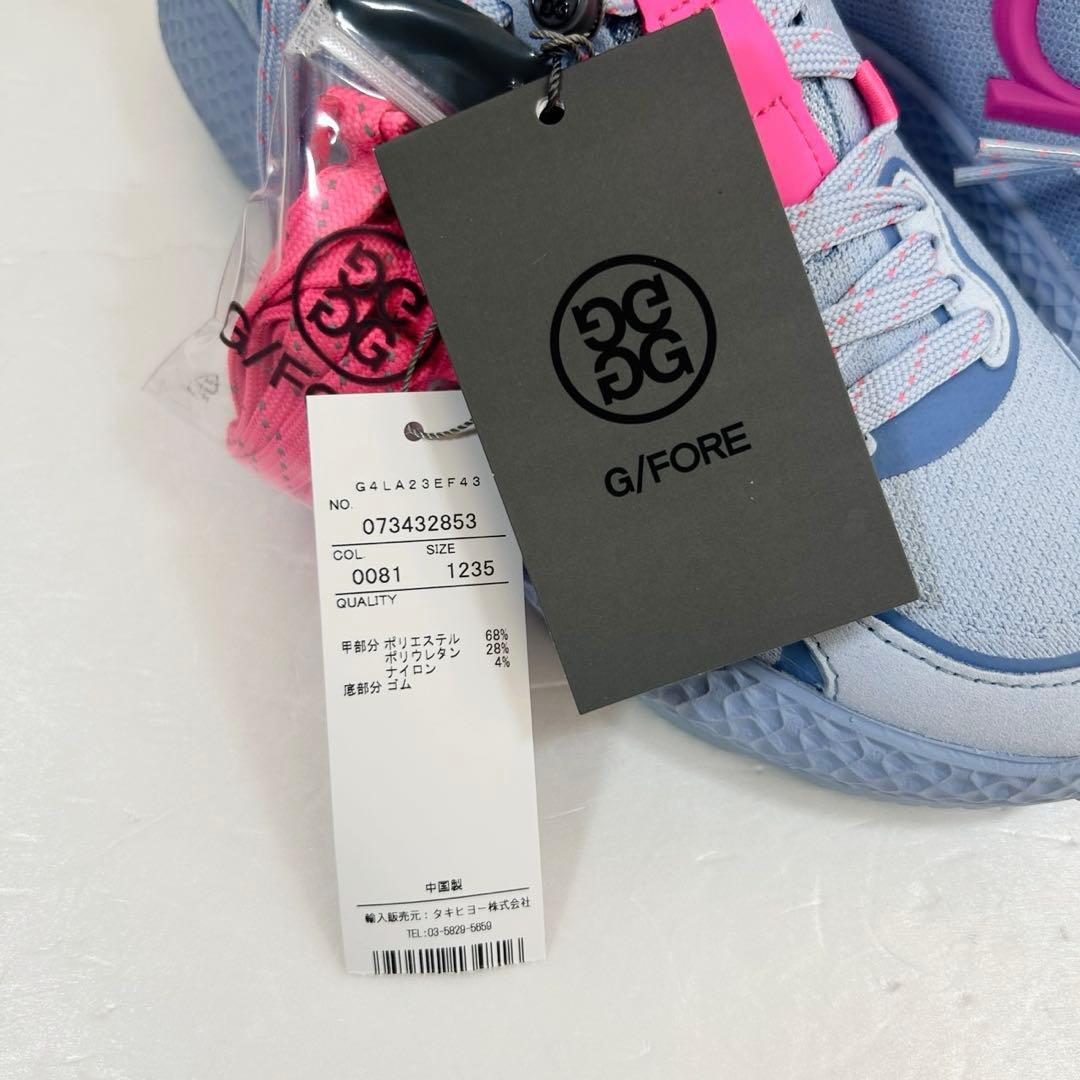 G/FORE
G/FO
G4LA23EF43
NO.
073432853
COL. SIZE
0081 1235
QUALITY
甲部分 ポリエステル 68%
ポリウレタン 28%
ナイロン 4%
底部分 ゴム
中国製
輸入販売元：タキヒヨー株式会社
TEL:03-5829-5659